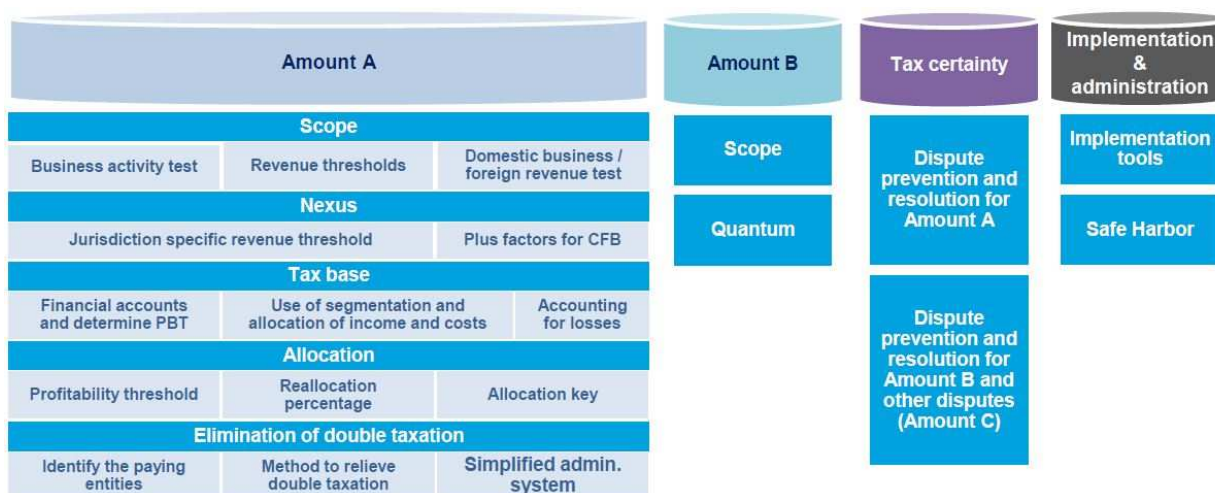 Amount A
Scope
Business activity test
Revenue thresholds
Domestic business /
foreign revenue test
Nexus
Jurisdiction specific revenue threshold
Plus factors for CFB
Tax base
Financial accounts
and determine PBT
Use of segmentation and
allocation of income and costs
Accounting
for losses
Allocation
Profitability threshold
Reallocation
percentage
Allocation key
Elimination of double taxation
Identify the paying
entities
Method to relieve
double taxation
Simplified admin.
system
Amount B
Scope
Quantum
Tax certainty
Dispute
prevention and
resolution for
Amount A
Dispute
prevention and
resolution for
Amount B and
other disputes
(Amount C)
Implementation
&
administration
Implementation
tools
Safe Harbor